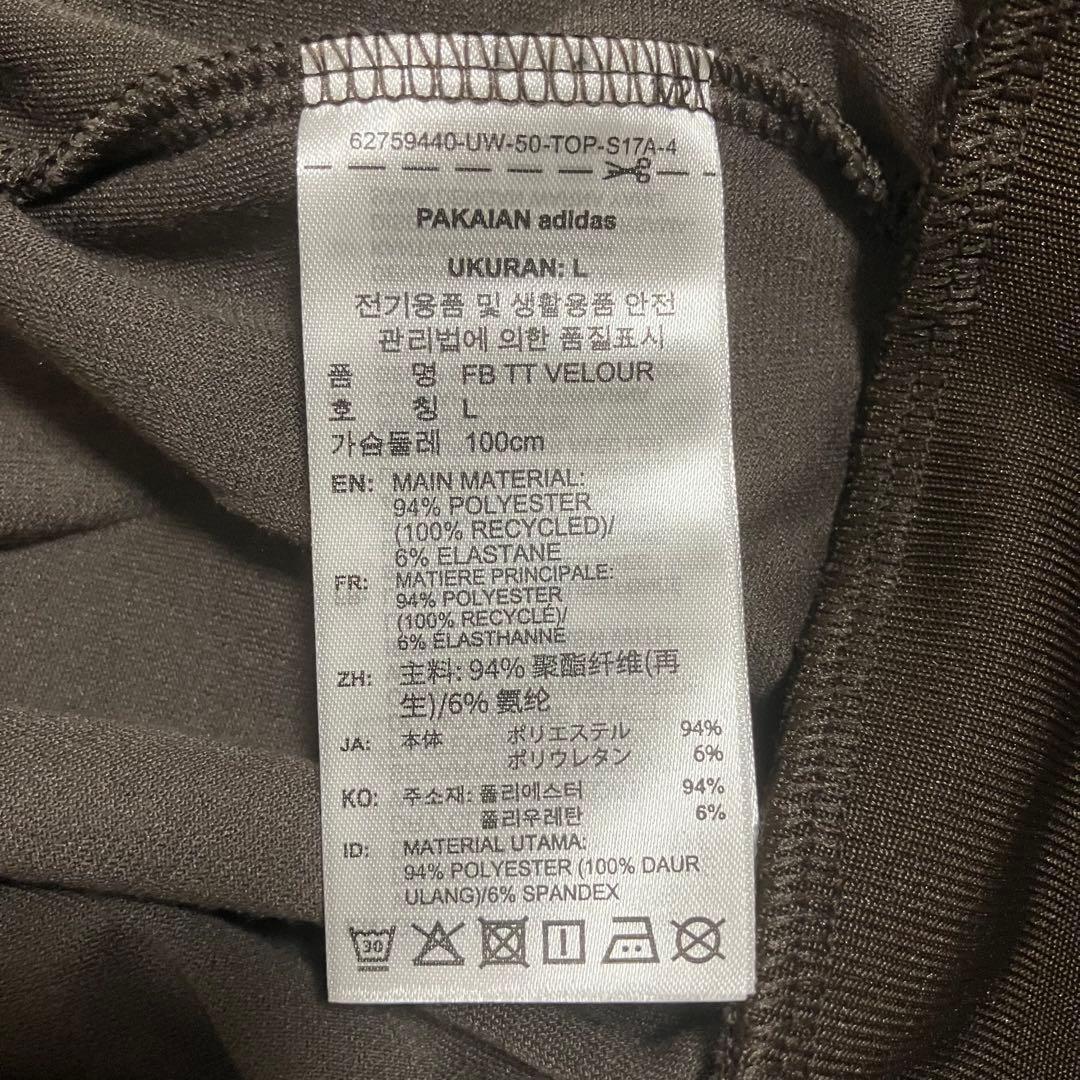 62759440-UW-50-TOP-S17A-4
PAKAIAN adidas
UKURAN: L
전기용품 및 생활용품 안전
관리법에 의한 품질표시
품 명 FB TT VELOUR
호 칭 L
가슴둘레 100cm
EN: MAIN MATERIAL:
94% POLYESTER
(100% RECYCLED)/
6% ELASTANE
FR: MATIERE PRINCIPALE:
94% POLYESTER
(100% RECYCLÉ)/
6% ÉLASTHANNE
ZH: 主料: 94% 聚酯纤维(再
生)/6% 氨纶
JA: 本体 ポリエステル 94%
ポリウレタン 6%
KO: 주소재: 폴리에스터 94%
폴리우레탄 6%
ID: MATERIAL UTAMA:
94% POLYESTER (100% DAUR
ULANG)/6% SPANDEX
30